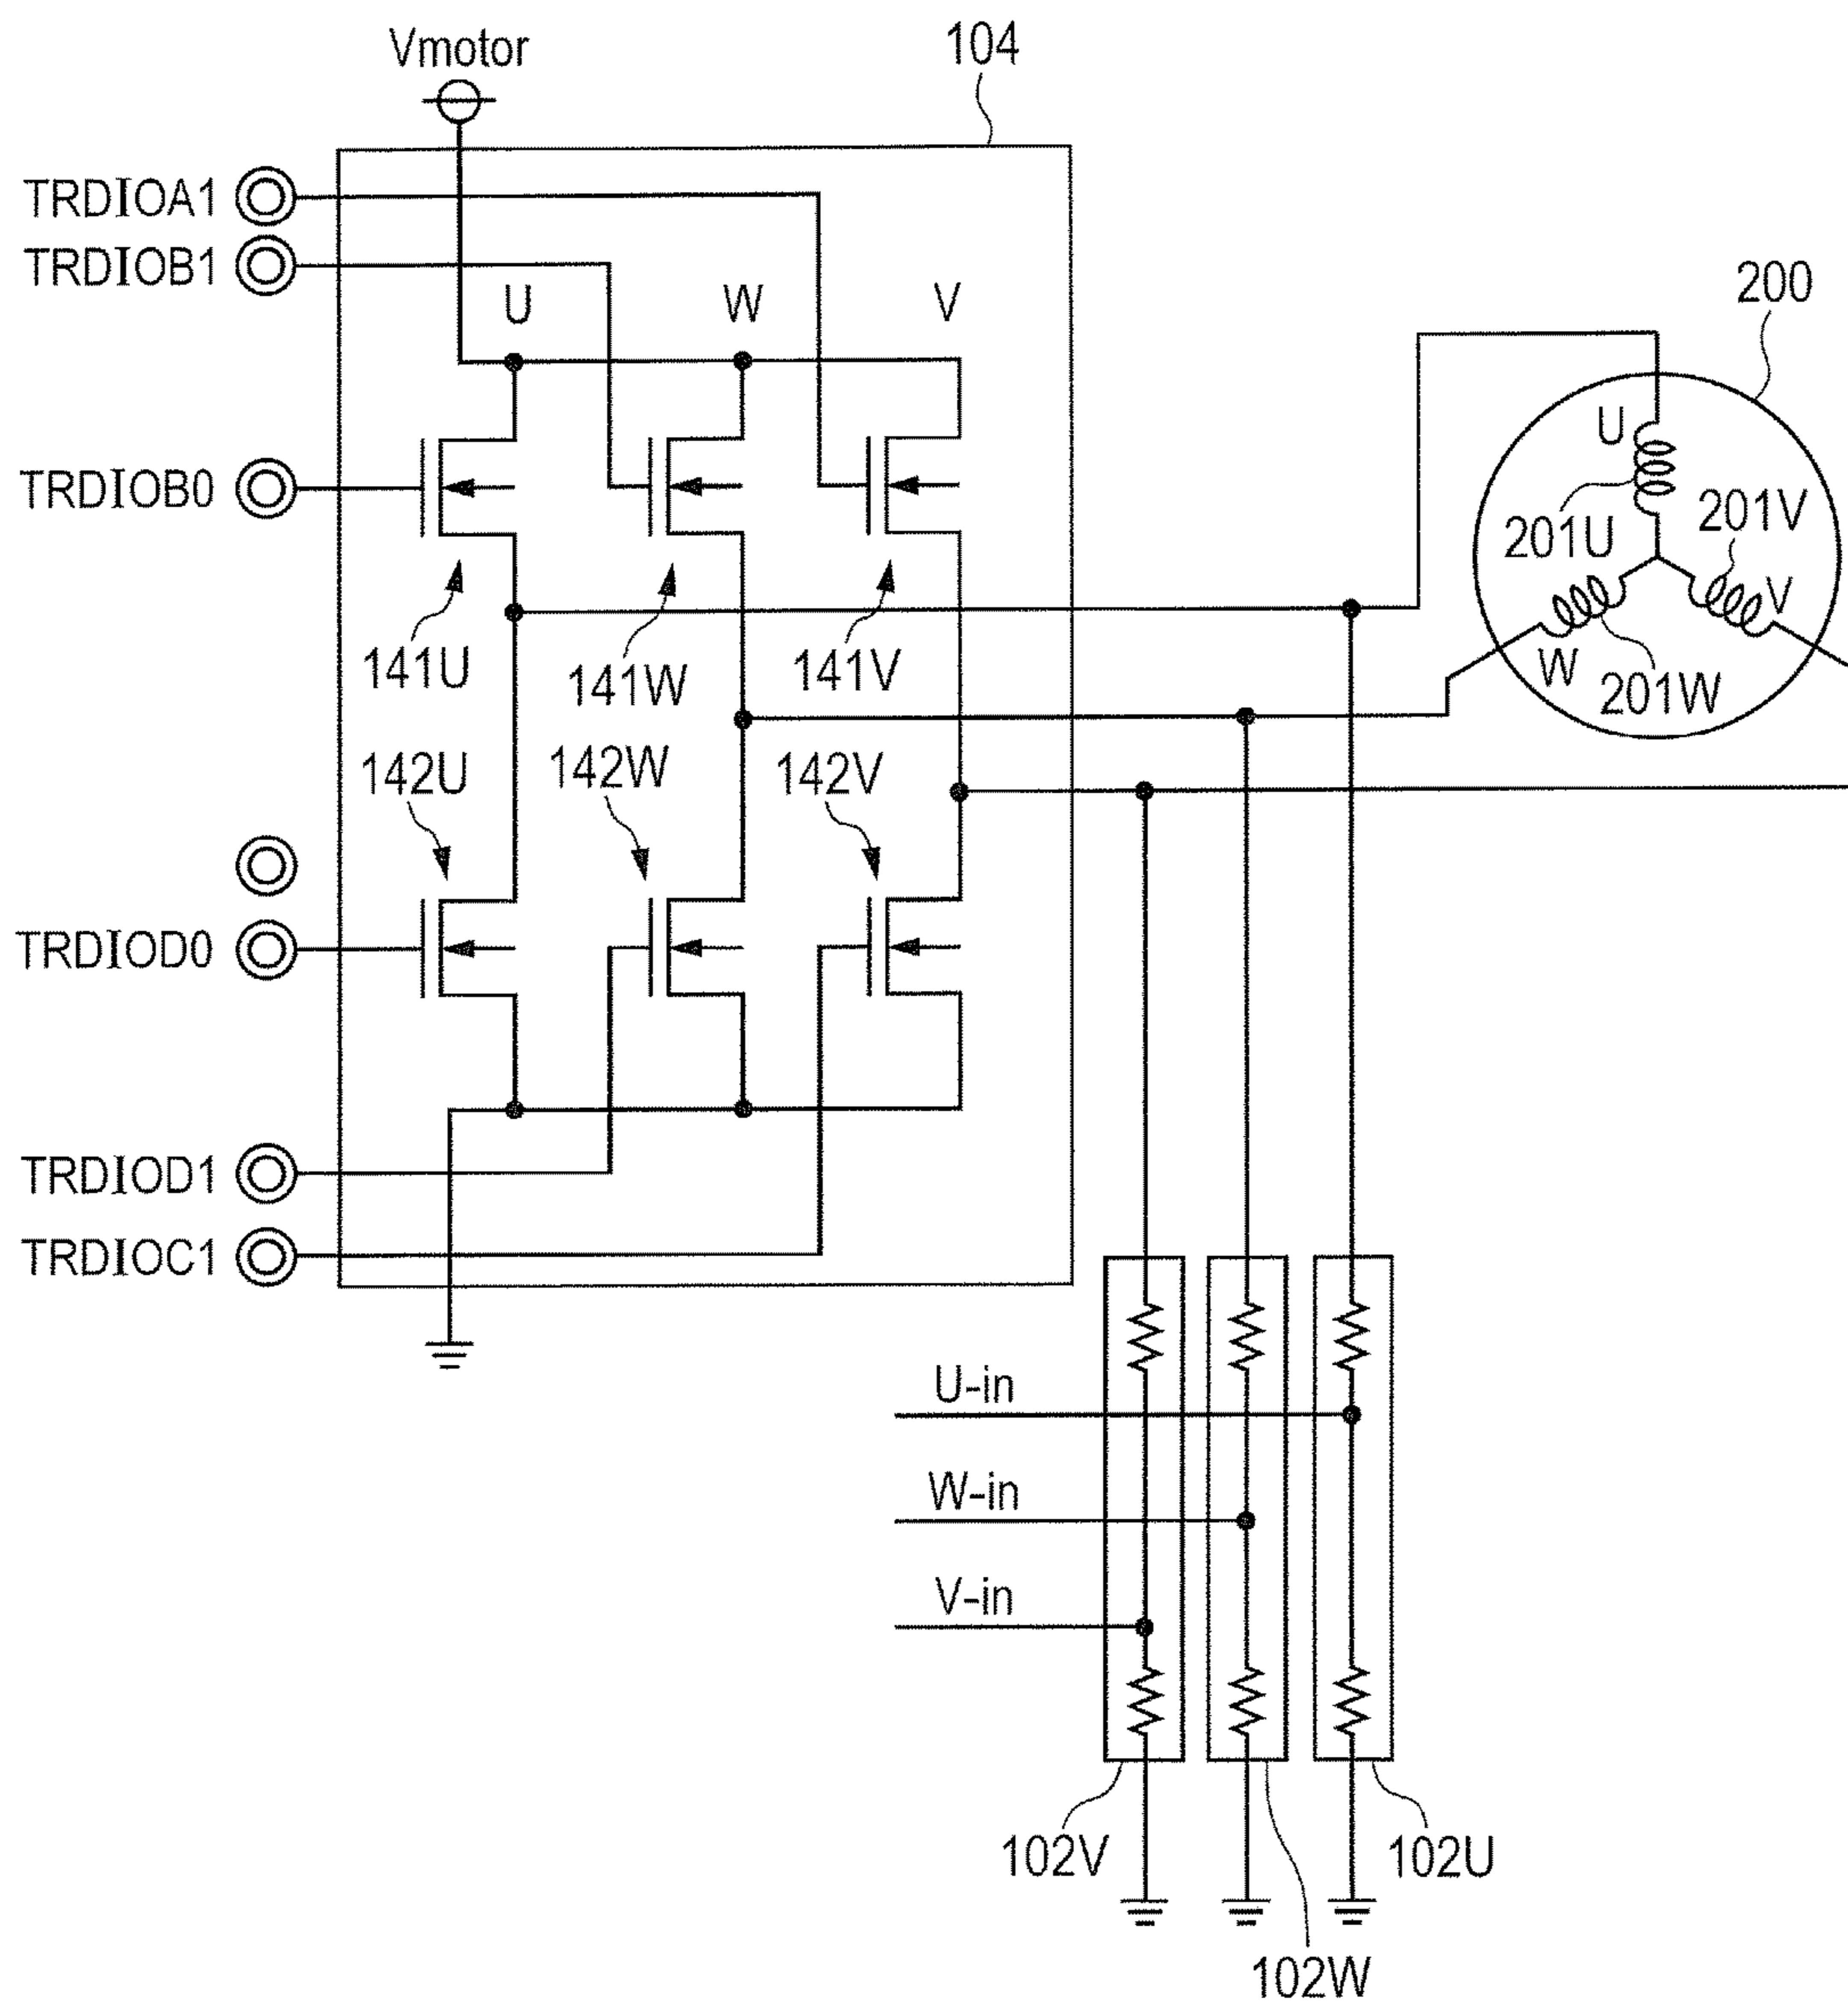 Vmotor
104
TRDIOA1
TRDIOB1
200
U
W
V
U
TRDIOB0
201V
201U
V
141U
141W
141V
W
201W
142U
142W
142V
TRDIOD0
TRDIOD1
TRDIOC1
U-in
W-in
V-in
102V
102U
102W